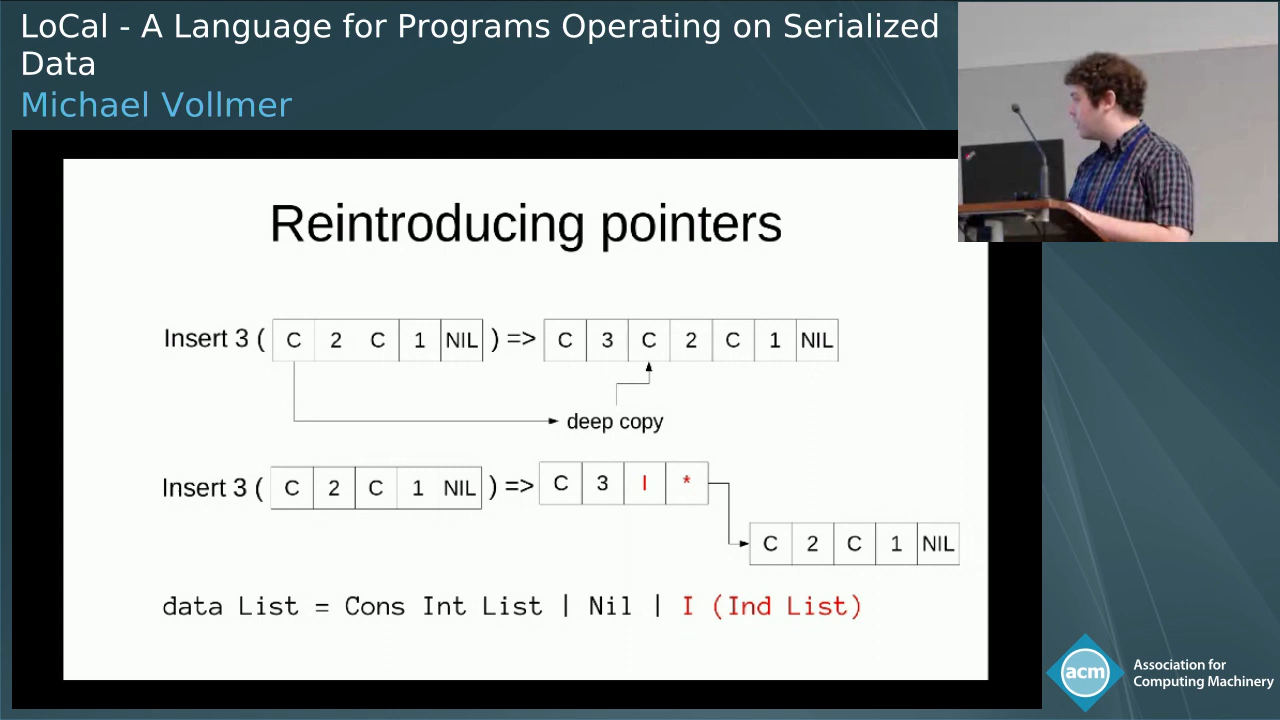 LoCal - A Language for Programs Operating on Serialized
Data
Michael Vollmer
Reintroducing pointers
Insert 3 ( C 2 C 1 NIL ) => C 3 C 2 C 1 NIL
deep copy
Insert 3 ( C 2 C 1 NIL ) => C 3 I *
C 2 C 1 NIL
data List = Cons Int List | Nil | I (Ind List)
acm
Association for
Computing Machinery